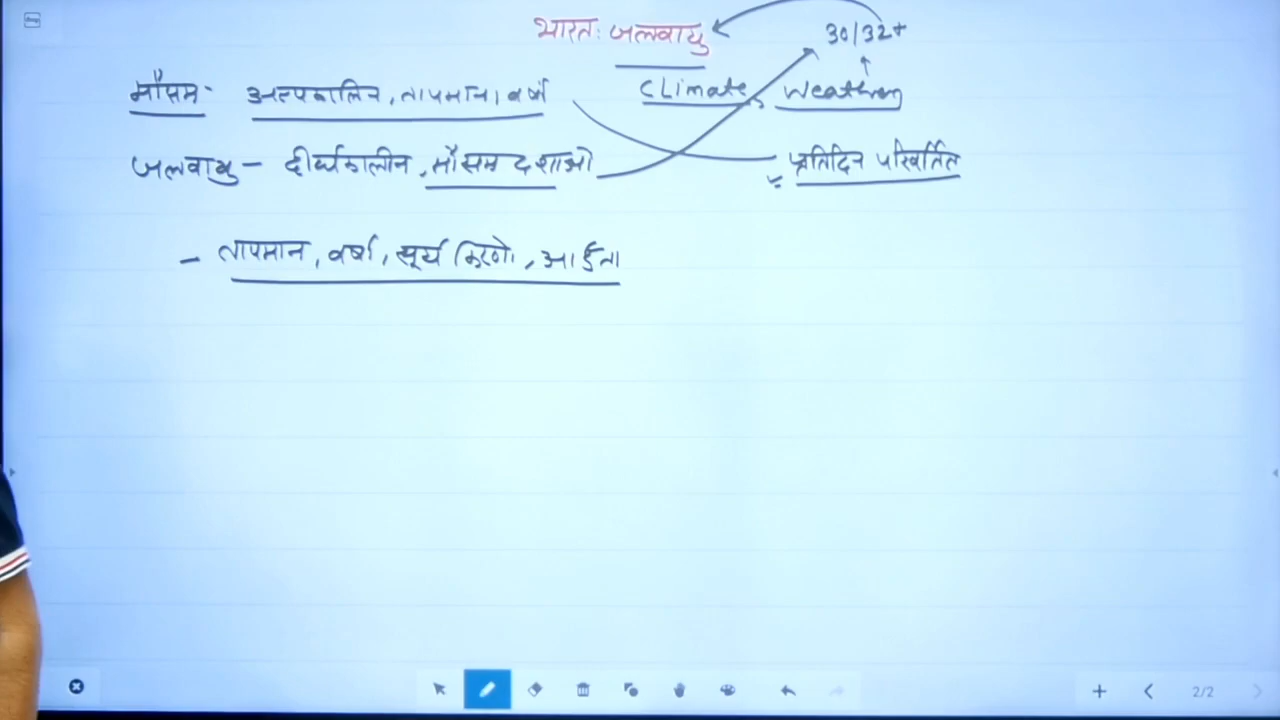 भारत: जलवायु 30/32+
मौसम - अल्पकालिन, तापमान, वर्षा Climate, Weather
जलवायु - दीर्घकालीन, मौसम दशाओ प्रतिदिन परिवर्तित
- तापमान, वर्षा, सूर्य किरणे, आर्द्रता
2/2